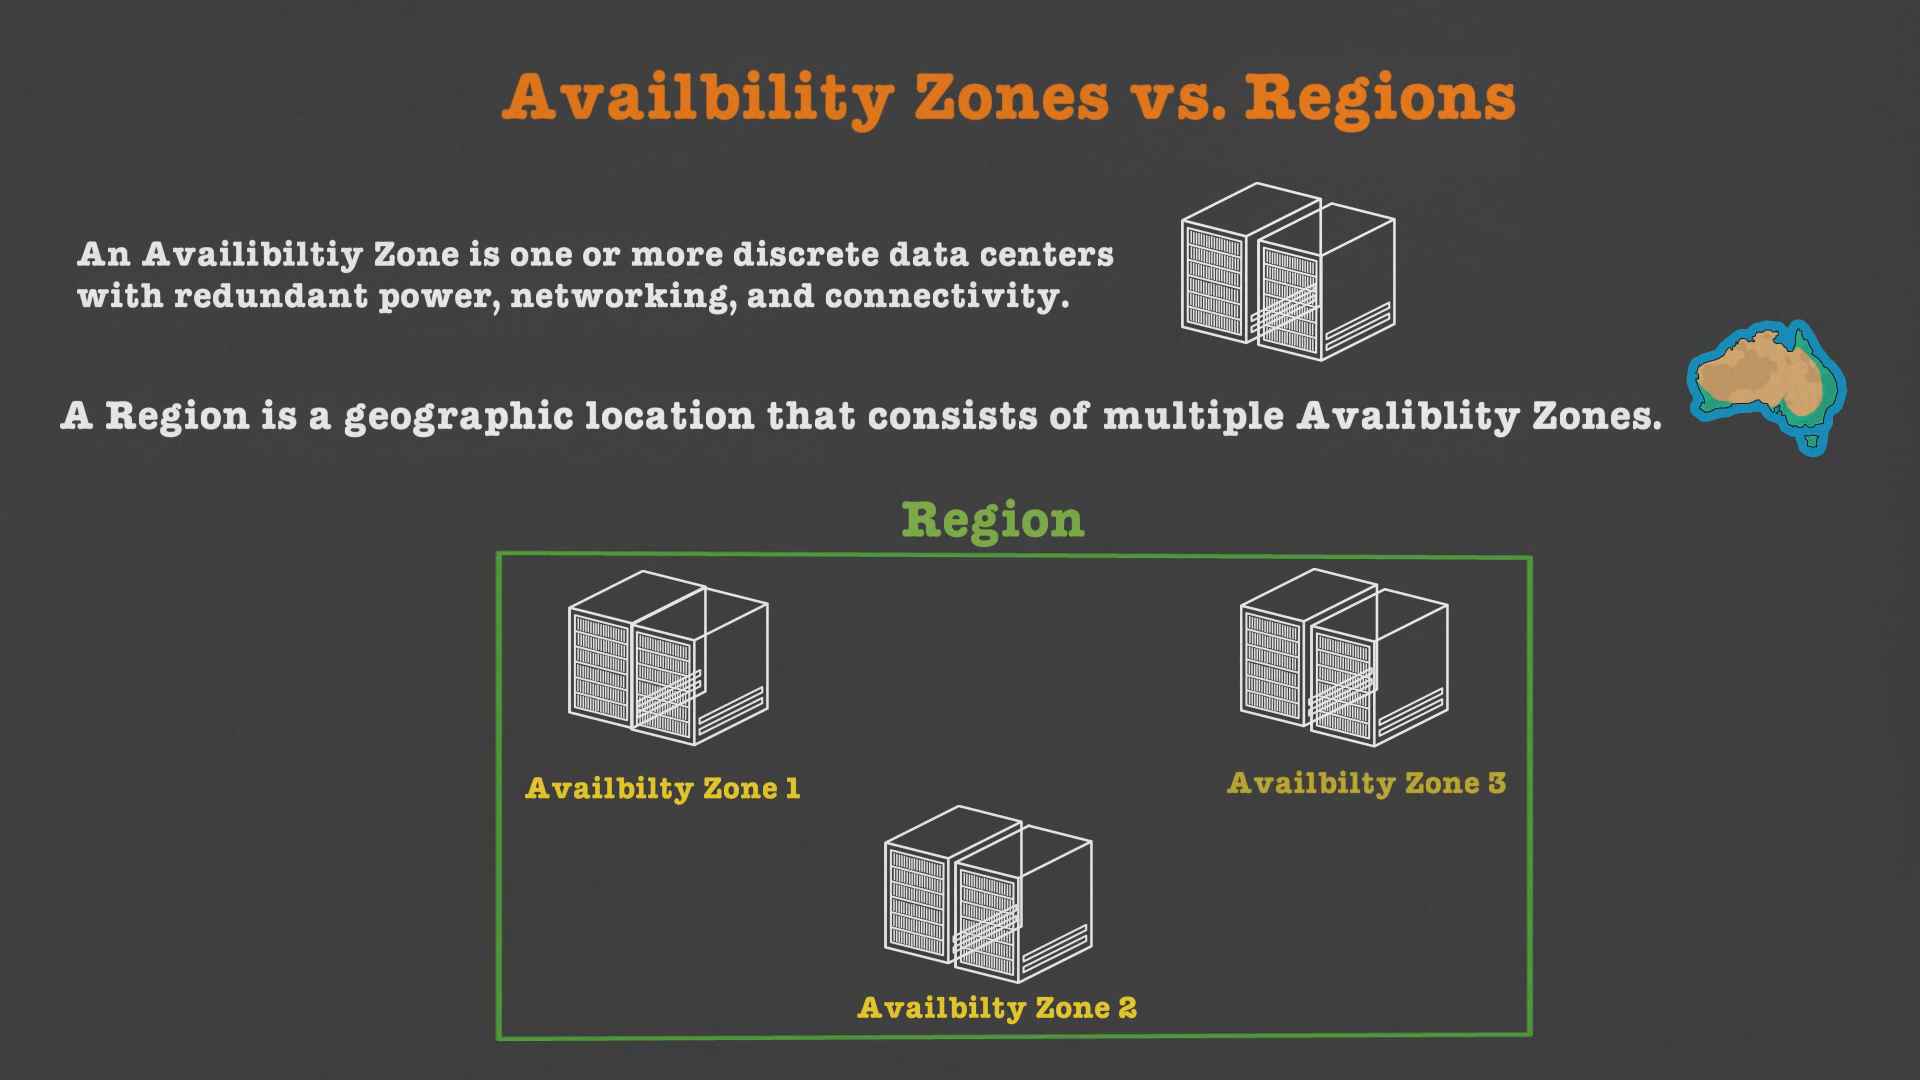 Availbility Zones vs. Regions
An Availibiltiy Zone is one or more discrete data centers
with redundant power, networking, and connectivity.
A Region is a geographic location that consists of multiple Avaliblity Zones.
Region
Availbilty Zone 1
Availbilty Zone 3
Availbilty Zone 2